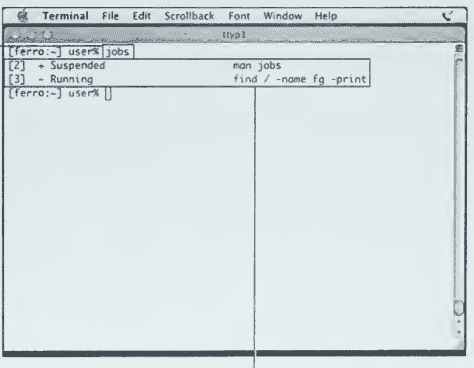 Terminal File Edit Scrollback Font Window Help
ttyp1
[ferro:~] user% jobs
[2] + Suspended man jobs
[3] - Running find / -name fg -print
[ferro:~] user%